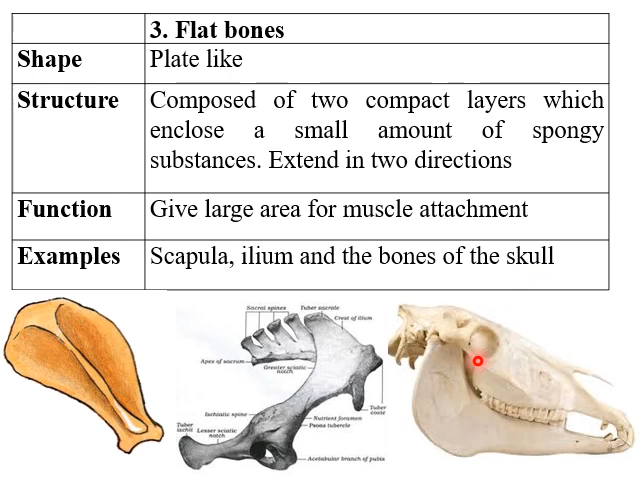 3. Flat bones
Shape Plate like
Structure Composed of two compact layers which
enclose a small amount of spongy
substances. Extend in two directions
Function Give large area for muscle attachment
Examples Scapula, ilium and the bones of the skull
Sacral spines Tuber sacrale
Crest of ilium
Apex of sacrum
Greater sciatic
notch
Tuber
coxae
Ischiatic spine
Nutrient foramen
Psoas tubercle
Tuber
ischii
Lesser sciatic
notch
Acetabular branch of pubis